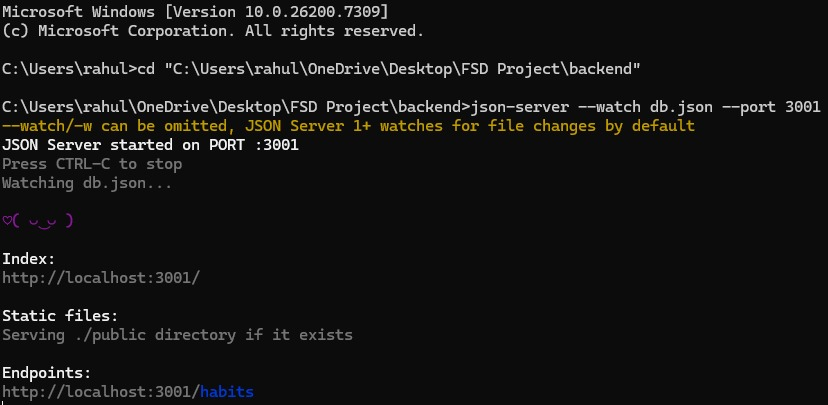 Microsoft Windows [Version 10.0.26200.7309]
(c) Microsoft Corporation. All rights reserved.
C:\Users\rahul>cd "C:\Users\rahul\OneDrive\Desktop\FSD Project\backend"
C:\Users\rahul\OneDrive\Desktop\FSD Project\backend>json-server --watch db.json --port 3001
--watch/-w can be omitted, JSON Server 1+ watches for file changes by default
JSON Server started on PORT :3001
Press CTRL-C to stop
Watching db.json...
♡( ◡‿◡ )
Index:
http://localhost:3001/
Static files:
Serving ./public directory if it exists
Endpoints:
http://localhost:3001/habits